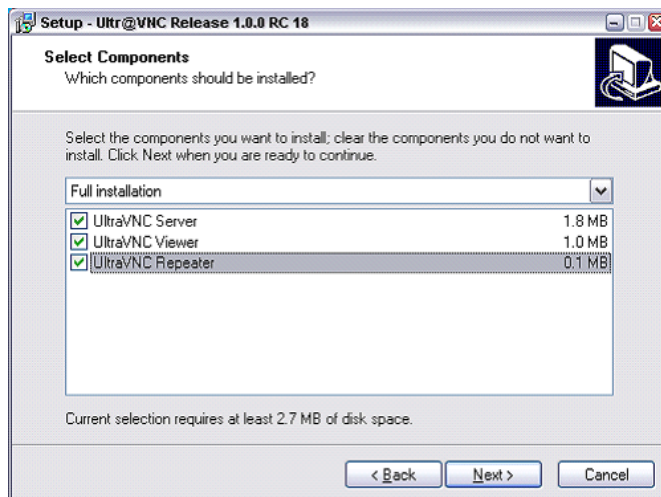 Setup - Ultr@VNC Release 1.0.0 RC 18
Select Components
Which components should be installed?
Select the components you want to install; clear the components you do not want to
install. Click Next when you are ready to continue.
Full installation
UltraVNC Server 1.8 MB
UltraVNC Viewer 1.0 MB
UltraVNC Repeater 0.1 MB
Current selection requires at least 2.7 MB of disk space.
< Back Next > Cancel